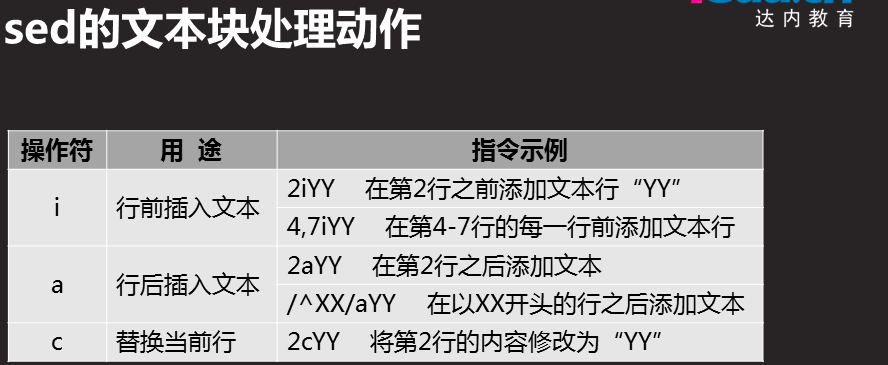 sed的文本块处理动作
达内教育
操作符 用 途 指令示例
i 行前插入文本 2iYY 在第2行之前添加文本行“YY”
4,7iYY 在第4-7行的每一行前添加文本行
a 行后插入文本 2aYY 在第2行之后添加文本
/^XX/aYY 在以XX开头的行之后添加文本
c 替换当前行 2cYY 将第2行的内容修改为“YY”